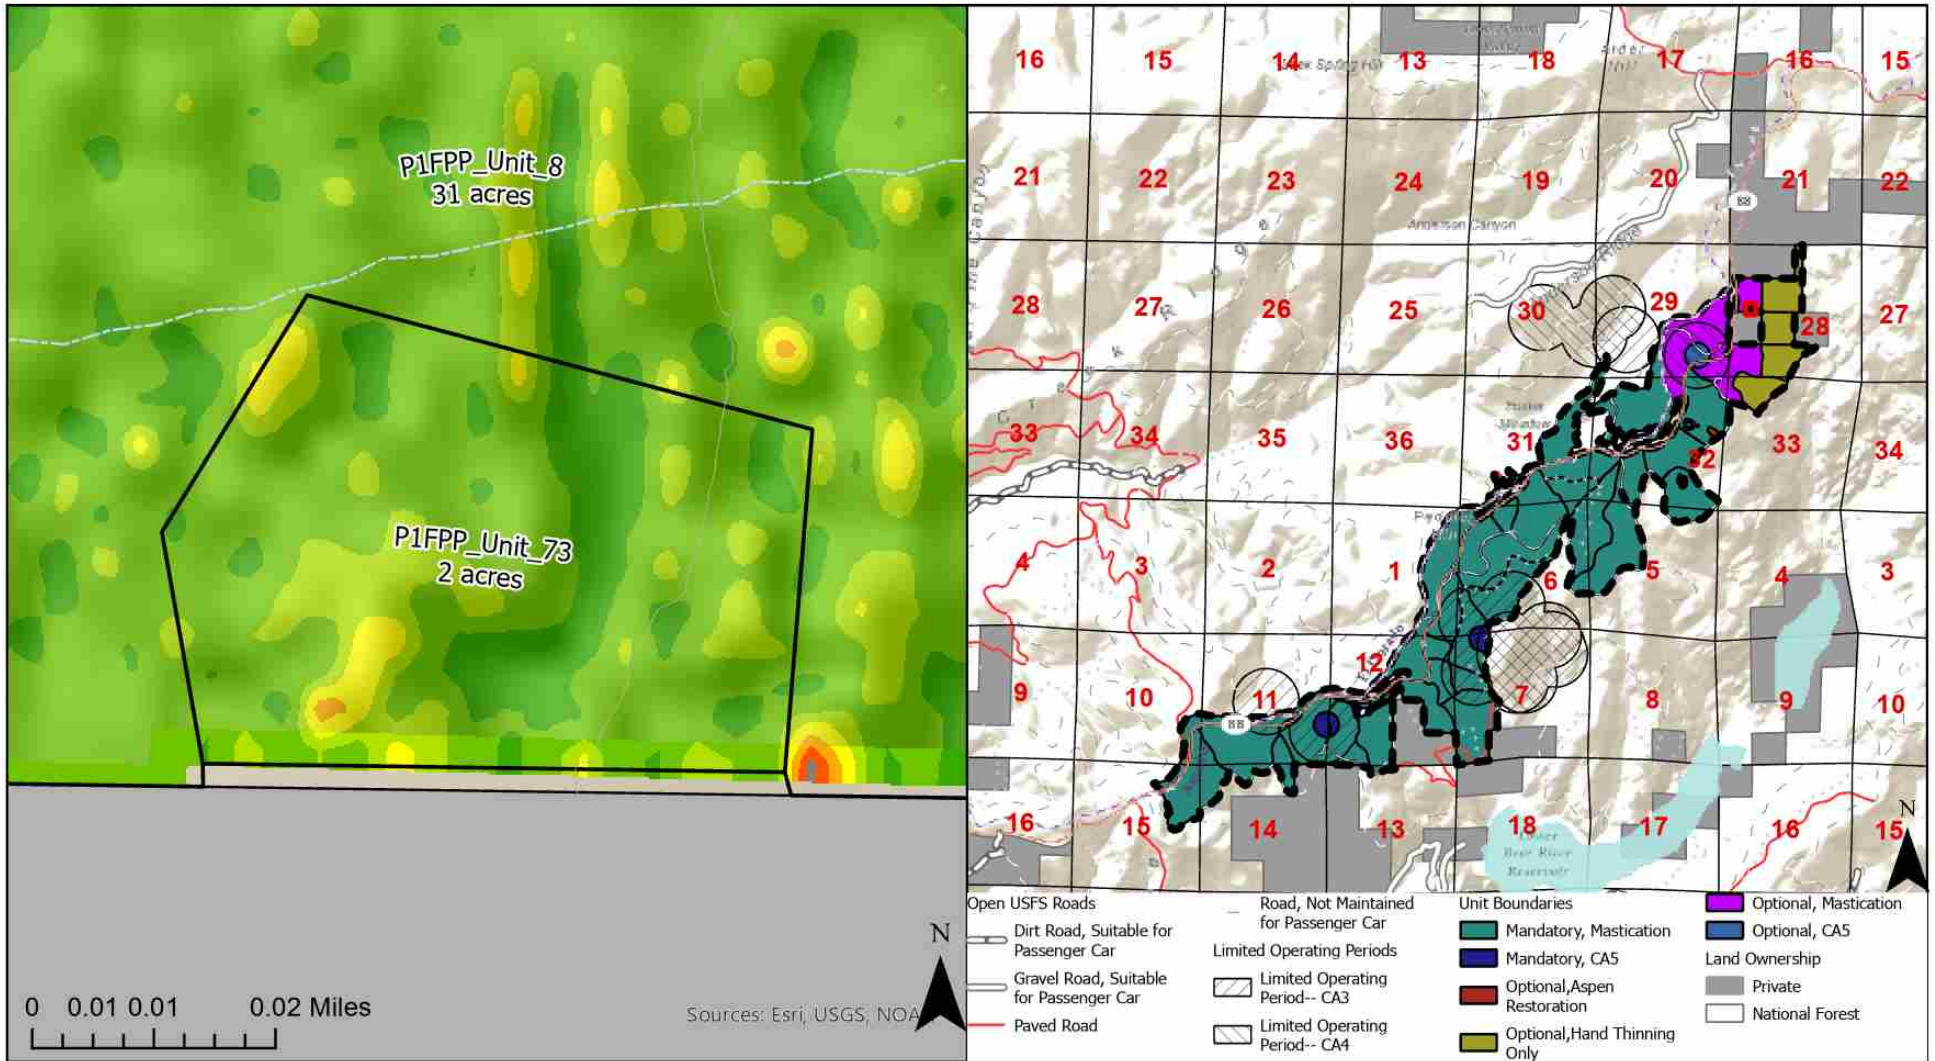 P1FPP_Unit_8
31 acres
P1FPP_Unit_73
2 acres
0 0.01 0.01 0.02 Miles
Sources: Esri, USGS, NOA
N
16 15 14 13 18 17 16 15
21 22 23 24 19 20 21 22
88
Anderson Canyon
28 27 26 25 30 29 28 27
33 34 35 36 31 32 33 34
4 3 2 1 6 5 4 3
9 10 11 12 7 8 9 10
88
16 15 14 13 18 17 16 15
Lower
Bear River
Reservoir
N
Open USFS Roads
Dirt Road, Suitable for
Passenger Car
Gravel Road, Suitable
for Passenger Car
Paved Road
Road, Not Maintained
for Passenger Car
Limited Operating Periods
Limited Operating
Period-- CA3
Limited Operating
Period-- CA4
Unit Boundaries
Mandatory, Mastication
Mandatory, CA5
Optional,Aspen
Restoration
Optional,Hand Thinning
Only
Optional, Mastication
Optional, CA5
Land Ownership
Private
National Forest